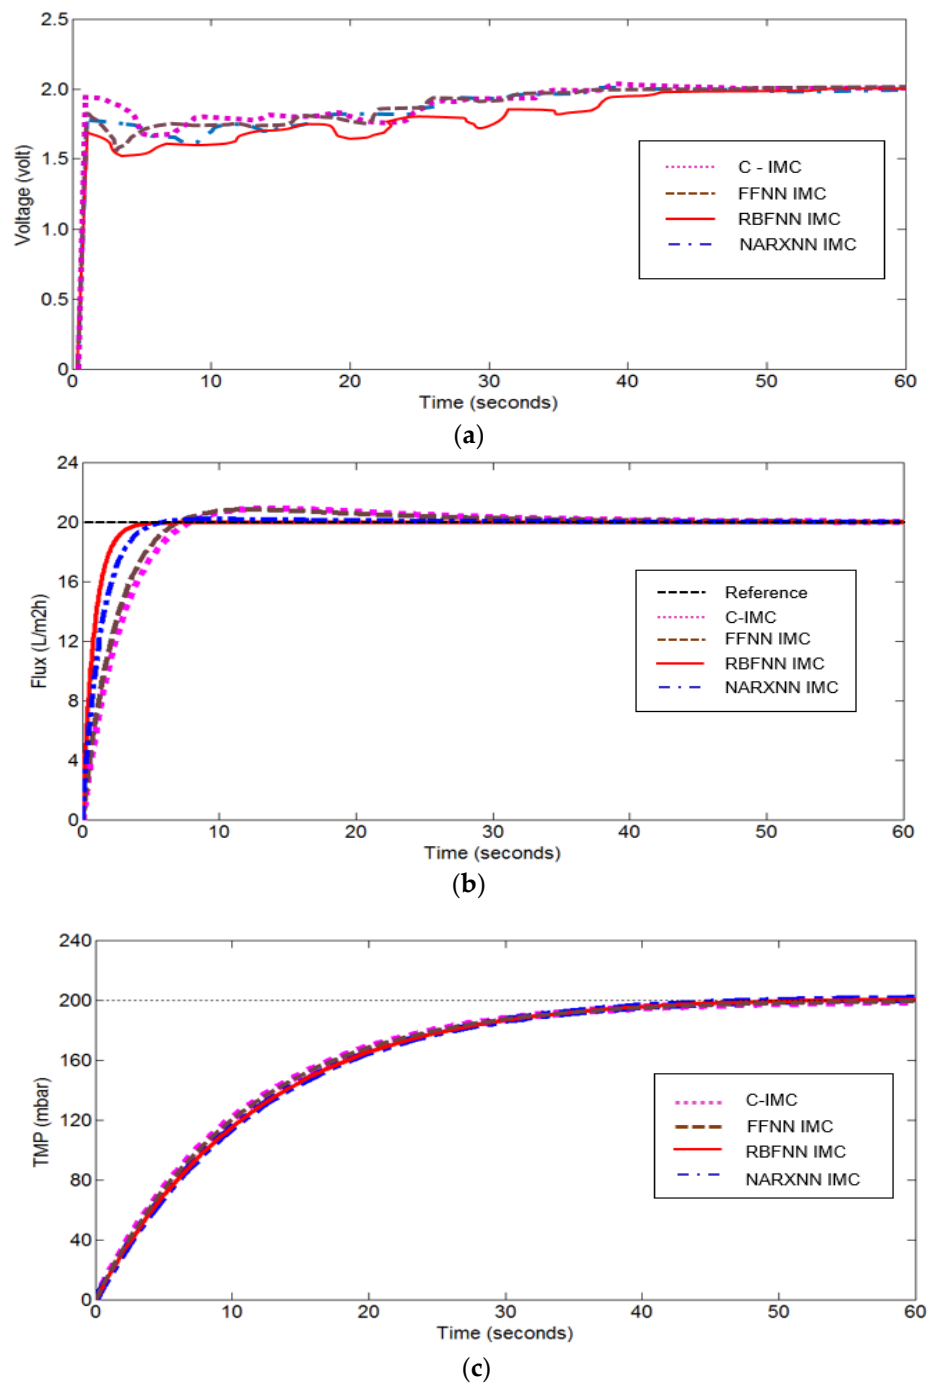 2.5
2.0
1.5
1.0
0.5
0
Voltage (volt)
C - IMC
FFNN IMC
RBFNN IMC
NARXNN IMC
0 10 20 30 40 50 60
Time (seconds)
(a)
24
20
16
12
8
4
0
Flux (L/m2h)
Reference
C-IMC
FFNN IMC
RBFNN IMC
NARXNN IMC
0 10 20 30 40 50 60
Time (seconds)
(b)
240
200
160
120
80
40
0
TMP (mbar)
C-IMC
FFNN IMC
RBFNN IMC
NARXNN IMC
0 10 20 30 40 50 60
Time (seconds)
(c)